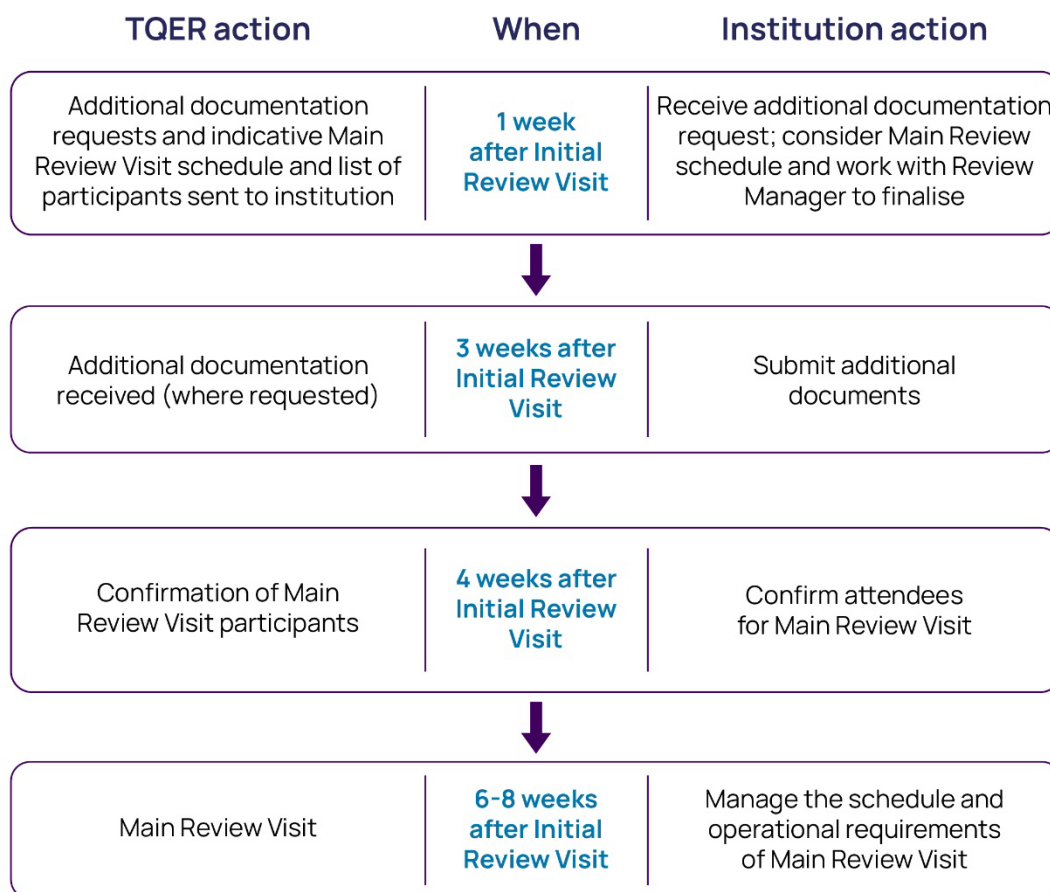 TQER action
When
Institution action
Additional documentation
requests and indicative Main
Review Visit schedule and list of
participants sent to institution
1 week
after Initial
Review Visit
Receive additional documentation
request; consider Main Review
schedule and work with Review
Manager to finalise
Additional documentation
received (where requested)
3 weeks after
Initial Review
Visit
Submit additional
documents
Confirmation of Main
Review Visit participants
4 weeks after
Initial Review
Visit
Confirm attendees
for Main Review Visit
Main Review Visit
6-8 weeks
after Initial
Review Visit
Manage the schedule and
operational requirements
of Main Review Visit